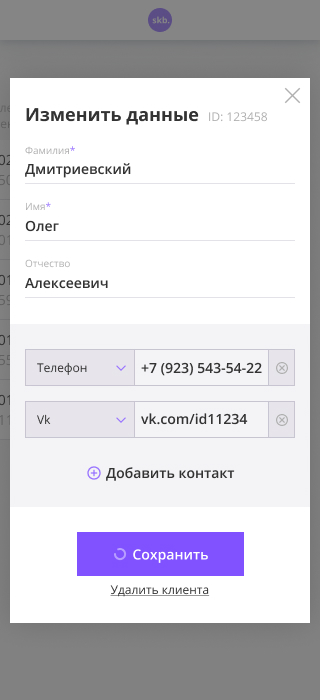 skb.
Изменить данные ID: 123458
Фамилия*
Дмитриевский
Имя*
Олег
Отчество
Алексеевич
Телефон +7 (923) 543-54-22
Vk vk.com/id11234
Добавить контакт
Сохранить
Удалить клиента